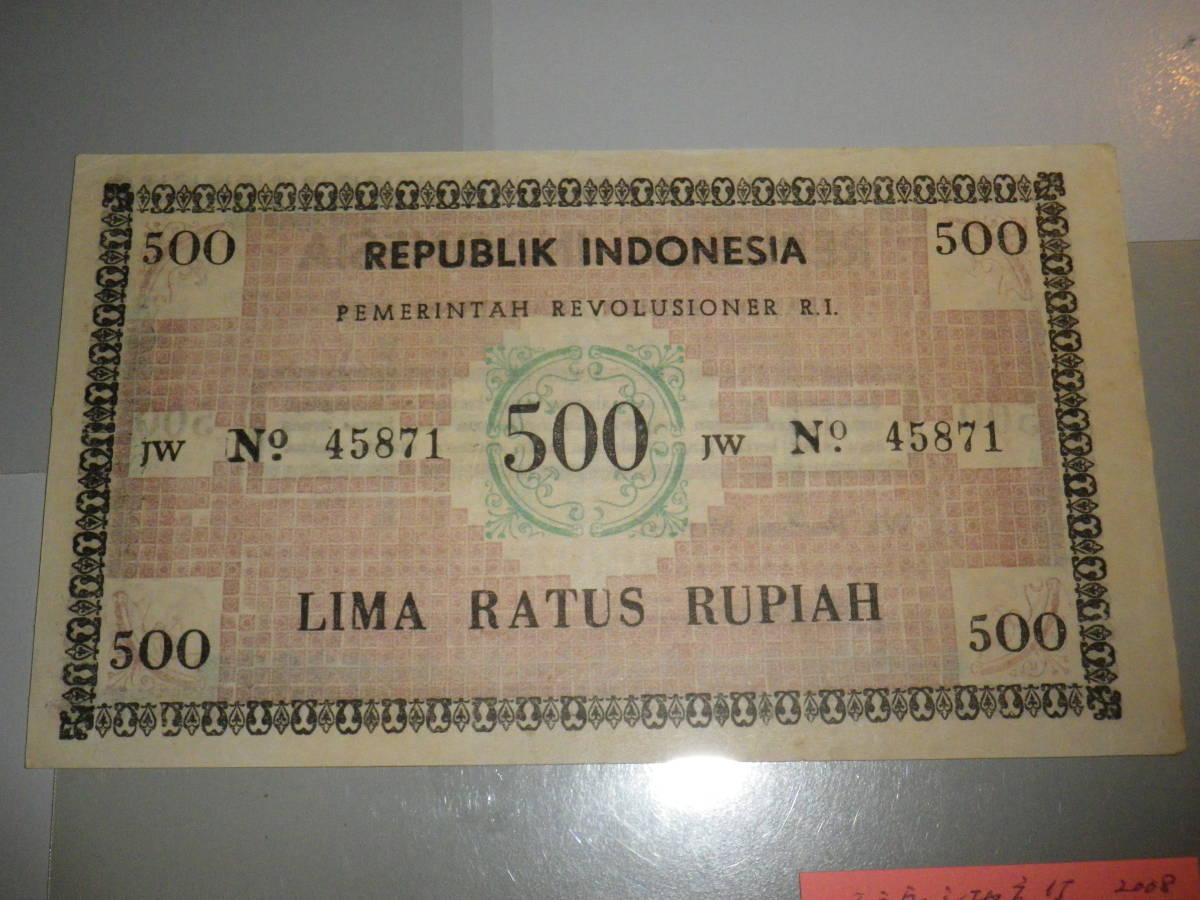 500 500
REPUBLIK INDONESIA
PEMERINTAH REVOLUSIONER R.I.
JW Nº 45871 500 JW Nº 45871
LIMA RATUS RUPIAH
500 500
2008